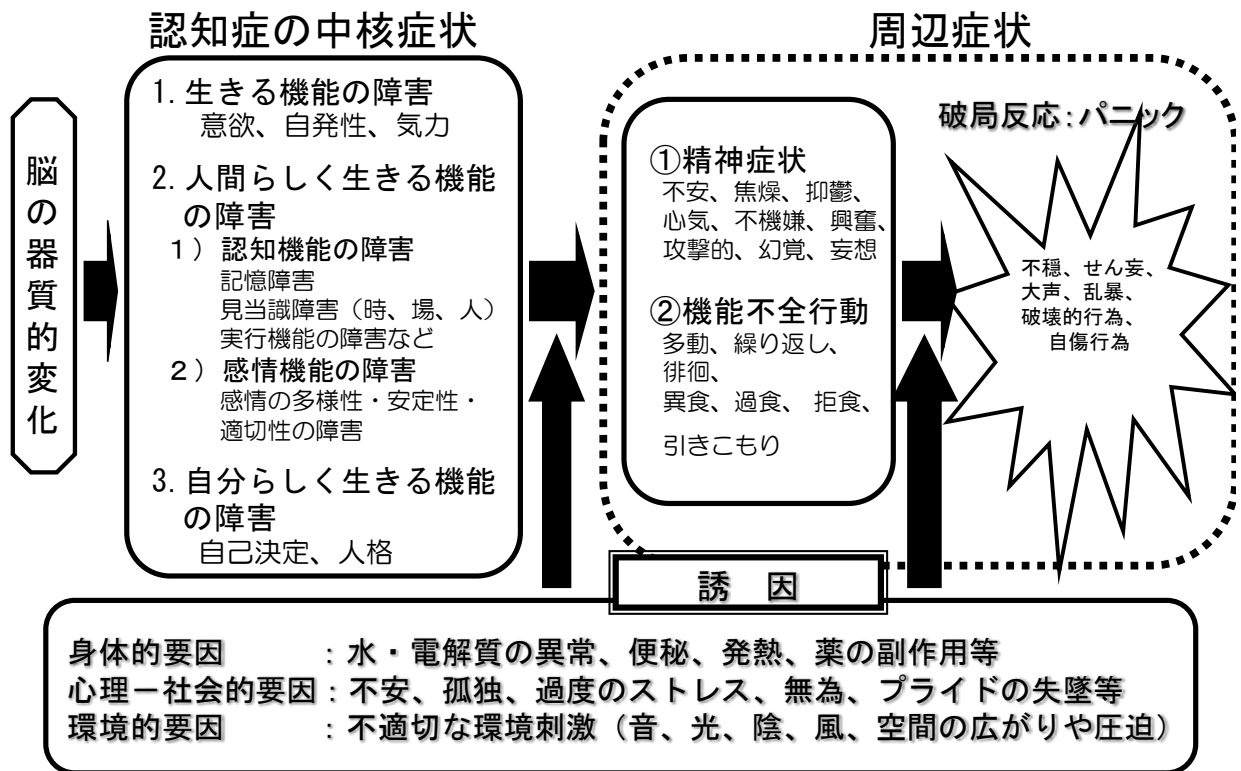 認知症の中核症状
周辺症状
脳の器質的変化
1. 生きる機能の障害
意欲、自発性、気力
2. 人間らしく生きる機能
の障害
1）認知機能の障害
記憶障害
見当識障害（時、場、人）
実行機能の障害など
２）感情機能の障害
感情の多様性・安定性・
適切性の障害
3. 自分らしく生きる機能
の障害
自己決定、人格
①精神症状
不安、焦燥、抑鬱、
心気、不機嫌、興奮、
攻撃的、幻覚、妄想
②機能不全行動
多動、繰り返し、
徘徊、
異食、過食、 拒食、
引きこもり
破局反応：パニック
不穏、せん妄、
大声、乱暴、
破壊的行為、
自傷行為
誘 因
身体的要因 ：水・電解質の異常、便秘、発熱、薬の副作用等
心理－社会的要因：不安、孤独、過度のストレス、無為、プライドの失墜等
環境的要因 ：不適切な環境刺激（音、光、陰、風、空間の広がりや圧迫）